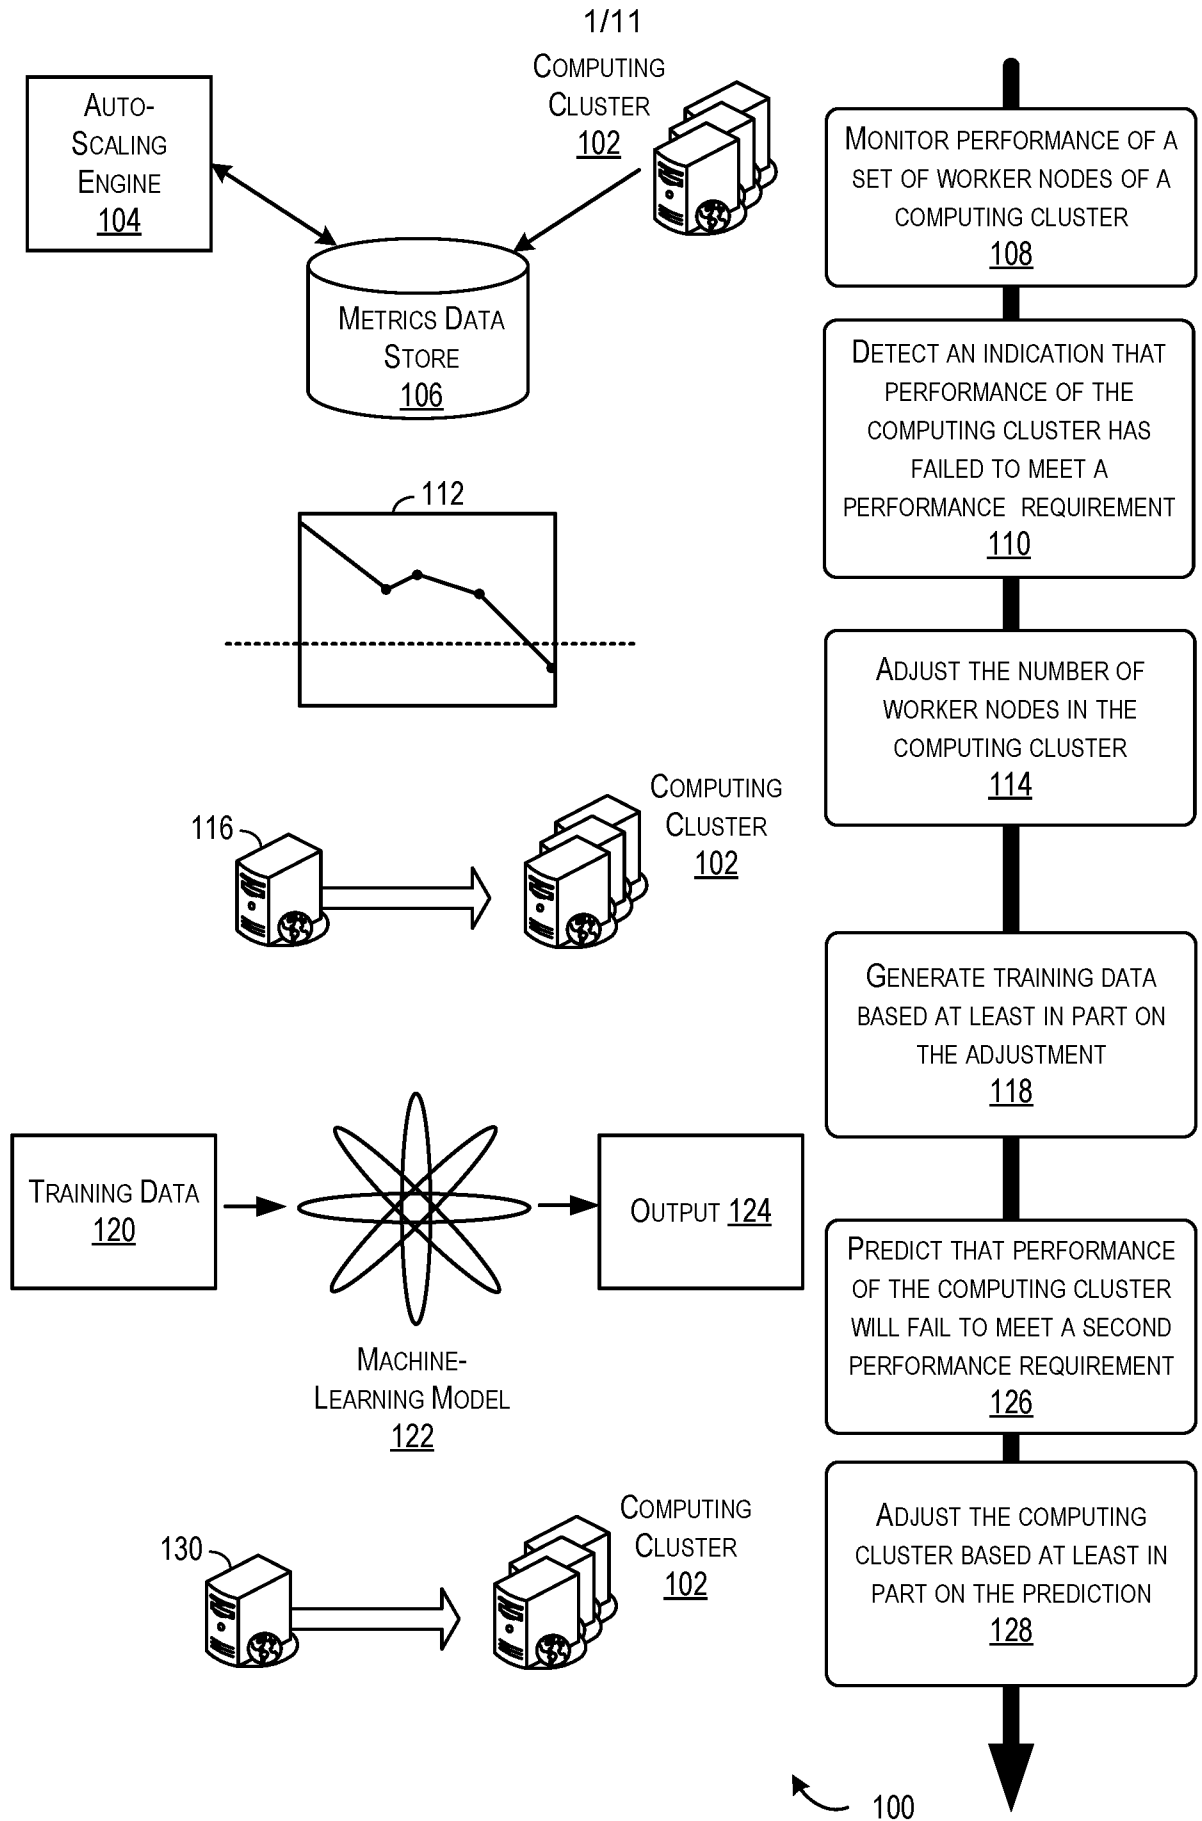 1/11
Auto-
Scaling
Engine
104
Computing
Cluster
102
Metrics Data
Store
106
Monitor performance of a
set of worker nodes of a
computing cluster
108
Detect an indication that
performance of the
computing cluster has
failed to meet a
performance requirement
110
112
Adjust the number of
worker nodes in the
computing cluster
114
116
Computing
Cluster
102
Generate training data
based at least in part on
the adjustment
118
Training Data
120
Machine-
Learning Model
122
Output 124
Predict that performance
of the computing cluster
will fail to meet a second
performance requirement
126
130
Computing
Cluster
102
Adjust the computing
cluster based at least in
part on the prediction
128
100